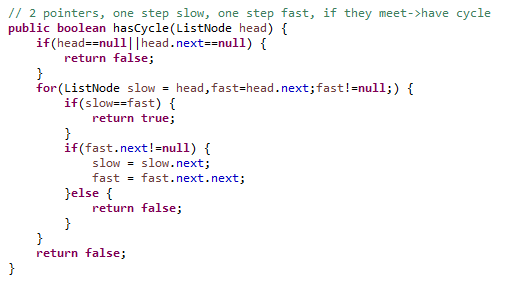 // 2 pointers, one step slow, one step fast, if they meet->have cycle
public boolean hasCycle(ListNode head) {
    if(head==null||head.next==null) {
        return false;
    }
    for(ListNode slow = head,fast=head.next;fast!=null;) {
        if(slow==fast) {
            return true;
        }
        if(fast.next!=null) {
            slow = slow.next;
            fast = fast.next.next;
        }else {
            return false;
        }
    }
    return false;
}